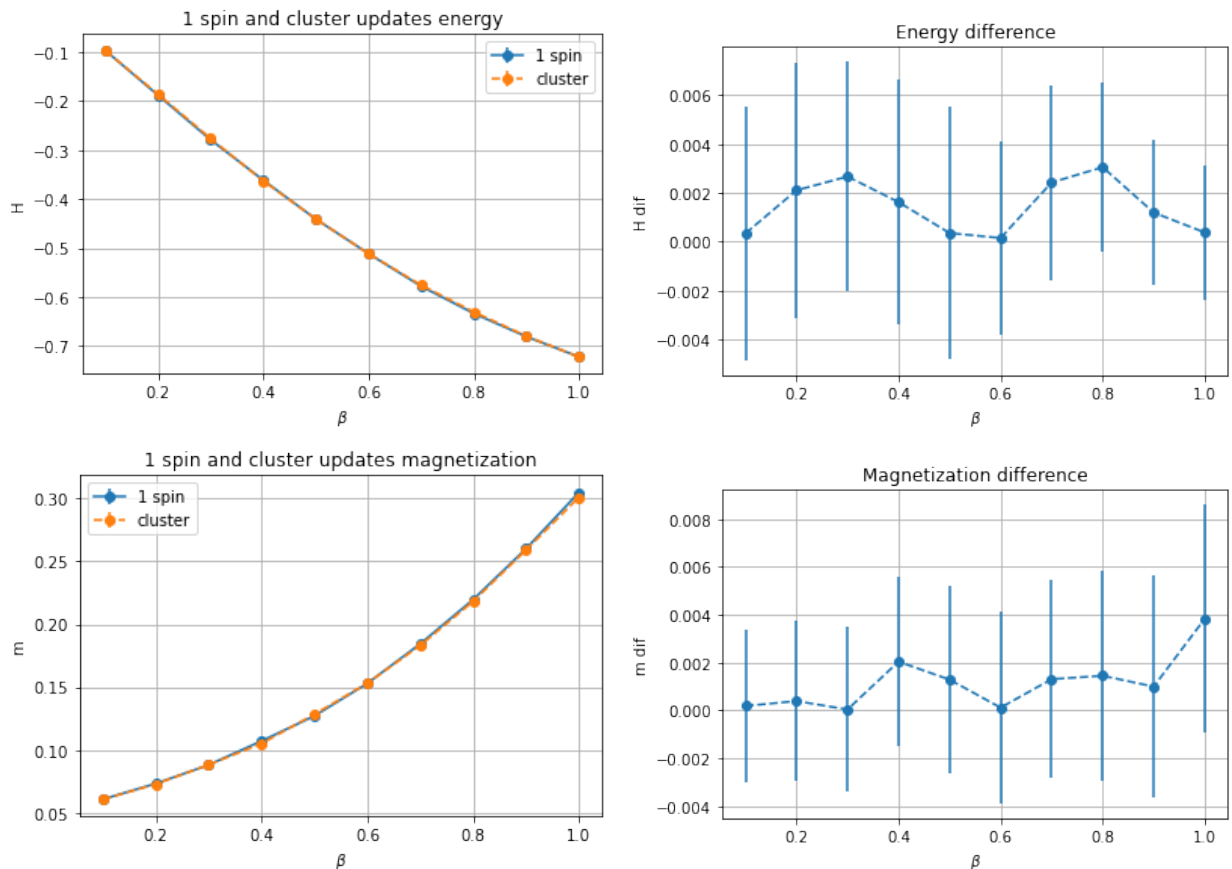 1 spin and cluster updates energy
−0.1
−0.2
−0.3
−0.4
−0.5
−0.6
−0.7
H
1 spin
cluster
0.2
0.4
0.6
0.8
1.0
β
Energy difference
0.006
0.004
0.002
0.000
−0.002
−0.004
H dif
0.2
0.4
0.6
0.8
1.0
β
1 spin and cluster updates magnetization
0.30
0.25
0.20
0.15
0.10
0.05
m
1 spin
cluster
0.2
0.4
0.6
0.8
1.0
β
Magnetization difference
0.008
0.006
0.004
0.002
0.000
−0.002
−0.004
m dif
0.2
0.4
0.6
0.8
1.0
β